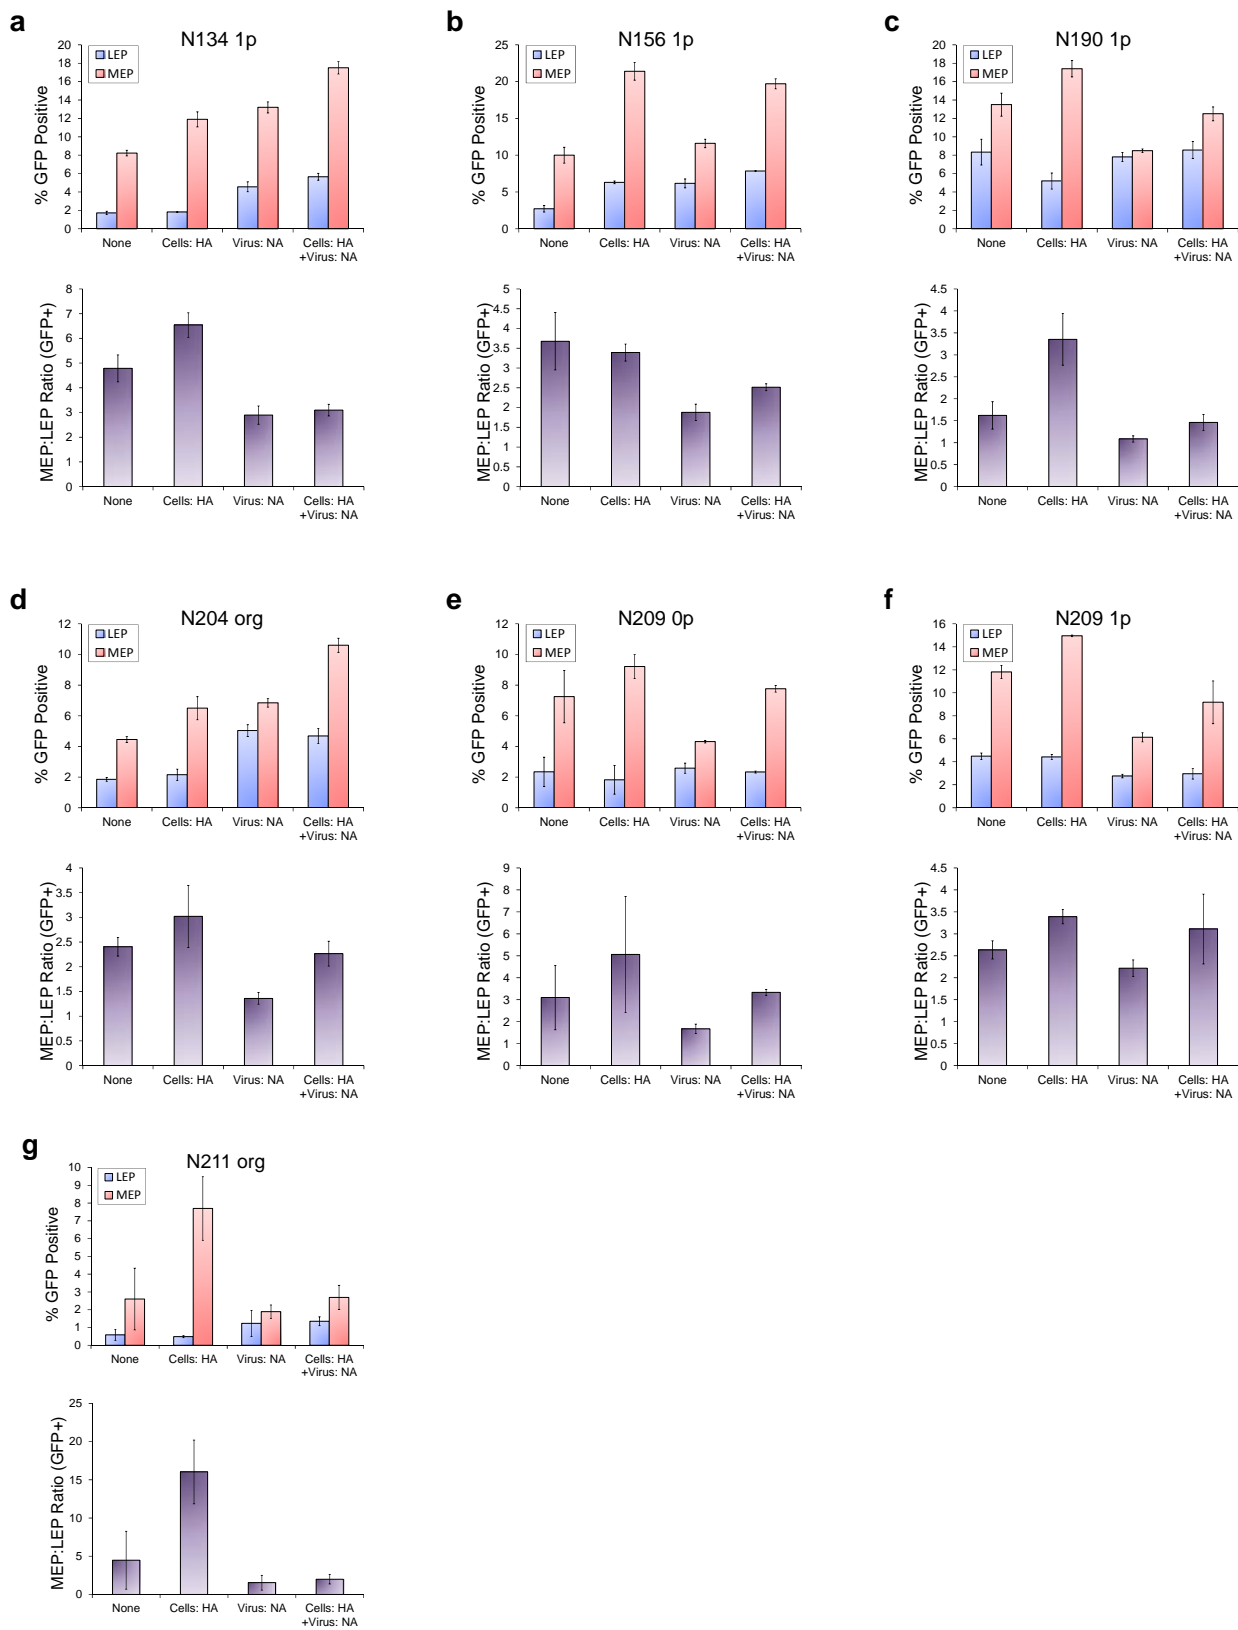 a
N134 1p
LEP
MEP
% GFP Positive
20
18
16
14
12
10
8
6
4
2
0
None Cells: HA Virus: NA Cells: HA
+Virus: NA
MEP:LEP Ratio (GFP+)
8
7
6
5
4
3
2
1
0
None Cells: HA Virus: NA Cells: HA
+Virus: NA
b
N156 1p
LEP
MEP
% GFP Positive
25
20
15
10
5
0
None Cells: HA Virus: NA Cells: HA
+Virus: NA
MEP:LEP Ratio (GFP+)
5
4.5
4
3.5
3
2.5
2
1.5
1
0.5
0
None Cells: HA Virus: NA Cells: HA
+Virus: NA
c
N190 1p
LEP
MEP
% GFP Positive
20
18
16
14
12
10
8
6
4
2
0
None Cells: HA Virus: NA Cells: HA
+Virus: NA
MEP:LEP Ratio (GFP+)
4.5
4
3.5
3
2.5
2
1.5
1
0.5
0
None Cells: HA Virus: NA Cells: HA
+Virus: NA
d
N204 org
LEP
MEP
% GFP Positive
12
10
8
6
4
2
0
None Cells: HA Virus: NA Cells: HA
+Virus: NA
MEP:LEP Ratio (GFP+)
4
3.5
3
2.5
2
1.5
1
0.5
0
None Cells: HA Virus: NA Cells: HA
+Virus: NA
e
N209 0p
LEP
MEP
% GFP Positive
12
10
8
6
4
2
0
None Cells: HA Virus: NA Cells: HA
+Virus: NA
MEP:LEP Ratio (GFP+)
9
8
7
6
5
4
3
2
1
0
None Cells: HA Virus: NA Cells: HA
+Virus: NA
f
N209 1p
LEP
MEP
% GFP Positive
16
14
12
10
8
6
4
2
0
None Cells: HA Virus: NA Cells: HA
+Virus: NA
MEP:LEP Ratio (GFP+)
4.5
4
3.5
3
2.5
2
1.5
1
0.5
0
None Cells: HA Virus: NA Cells: HA
+Virus: NA
g
N211 org
LEP
MEP
% GFP Positive
10
9
8
7
6
5
4
3
2
1
0
None Cells: HA Virus: NA Cells: HA
+Virus: NA
MEP:LEP Ratio (GFP+)
25
20
15
10
5
0
None Cells: HA Virus: NA Cells: HA
+Virus: NA